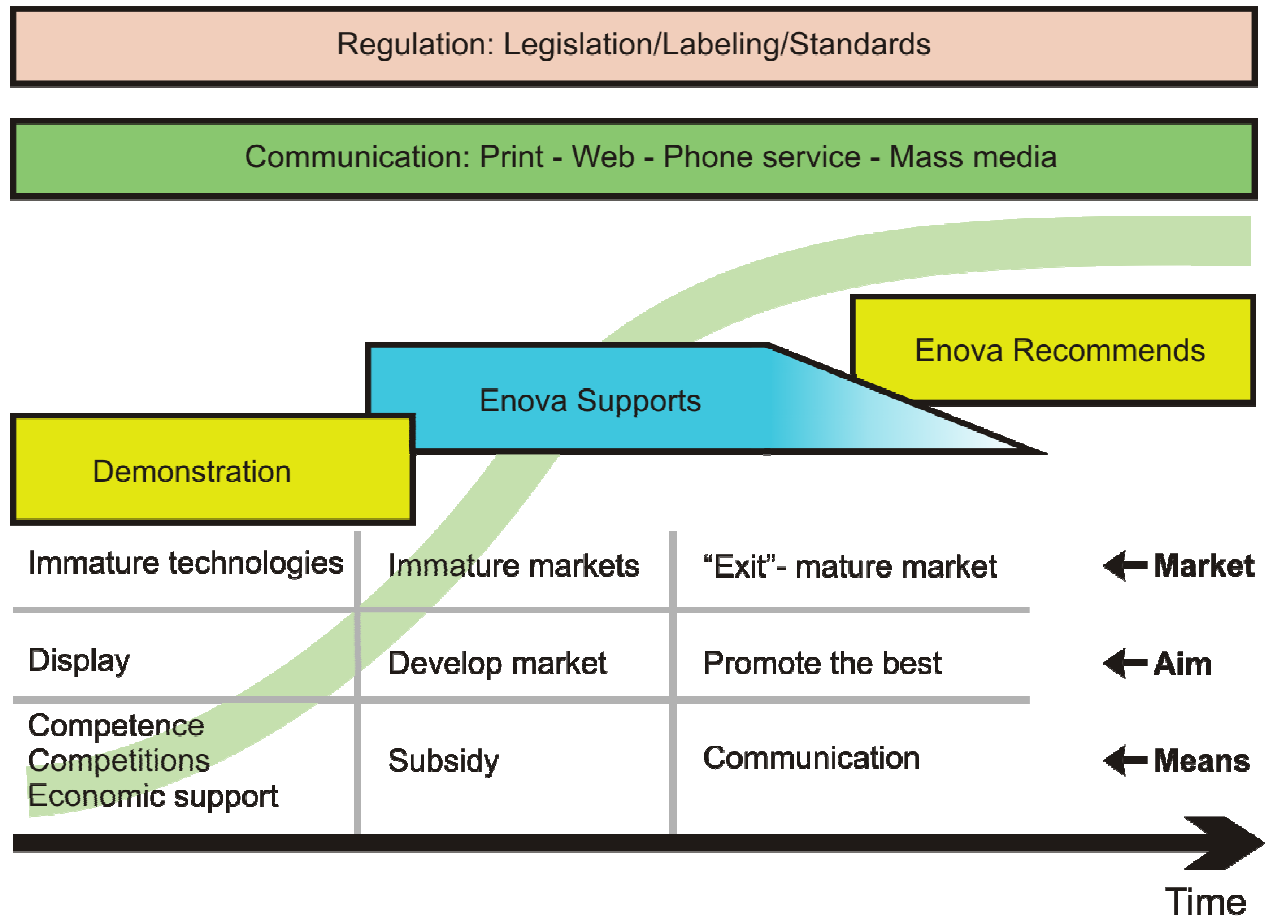 Regulation: Legislation/Labeling/Standards
Communication: Print - Web - Phone service - Mass media
Enova Recommends
Enova Supports
Demonstration
Immature technologies
Immature markets
“Exit”- mature market
Market
Display
Develop market
Promote the best
Aim
Competence
Competitions
Economic support
Subsidy
Communication
Means
Time